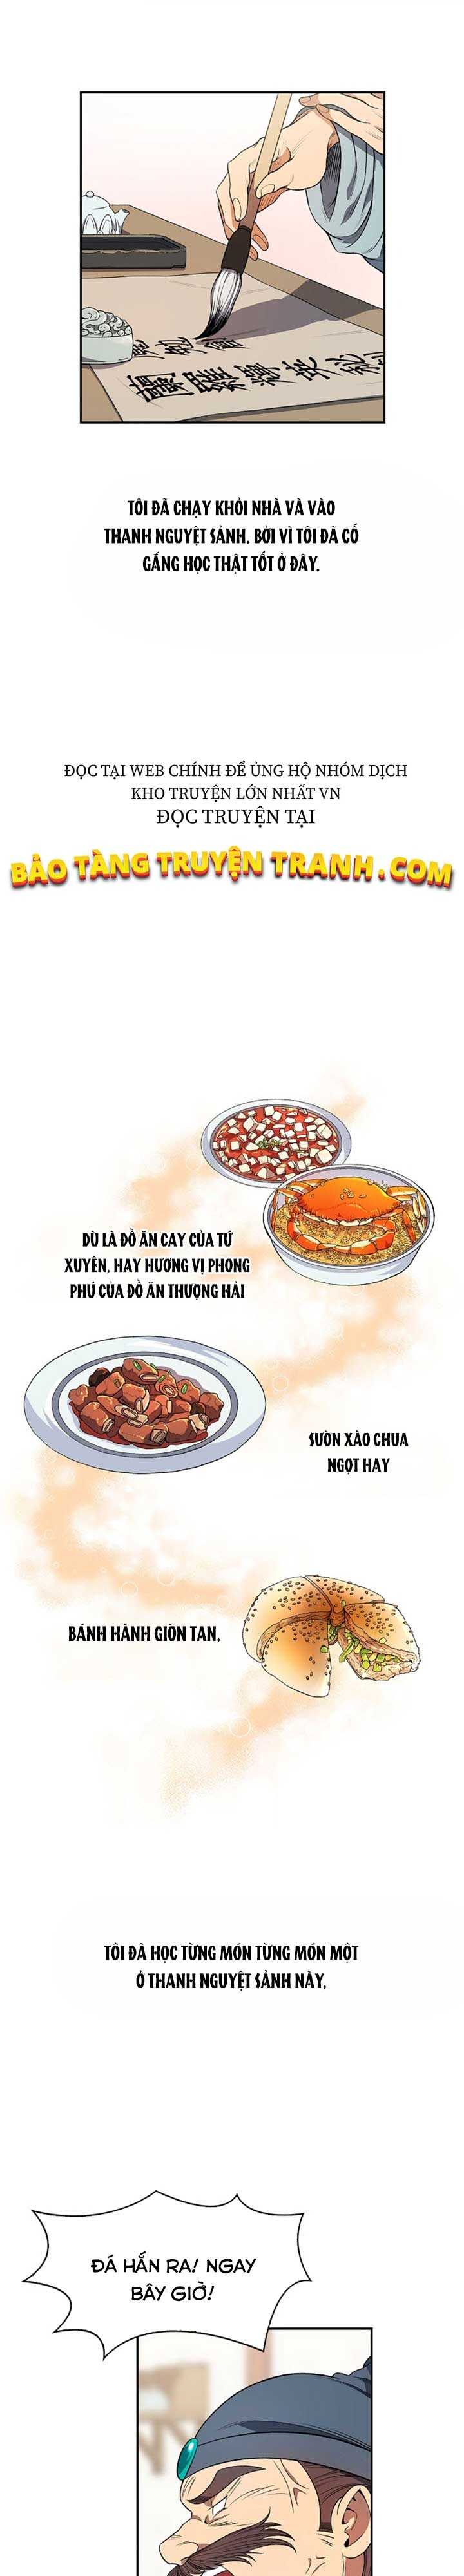 TÔI ĐÃ CHẠY KHỎI NHÀ VÀ VÀO
THANH NGUYỆT SẢNH. BỞI VÌ TÔI ĐÃ CỐ
GẮNG HỌC THẬT TỐT Ở ĐÂY.
ĐỌC TẠI WEB CHÍNH ĐỂ ỦNG HỘ NHÓM DỊCH
KHO TRUYỆN LỚN NHẤT VN
ĐỌC TRUYỆN TẠI
BẢO TÀNG TRUYỆN TRANH.COM
DÙ LÀ ĐỒ ĂN CAY CỦA TỨ
XUYÊN, HAY HƯƠNG VỊ PHONG
PHÚ CỦA ĐỒ ĂN THƯỢNG HẢI
SƯỜN XÀO CHUA
NGỌT HAY
BÁNH HÀNH GIÒN TAN.
TÔI ĐÃ HỌC TỪNG MÓN TỪNG MÓN MỘT
Ở THANH NGUYỆT SẢNH NÀY.
ĐÁ HẮN RA! NGAY
BÂY GIỜ!